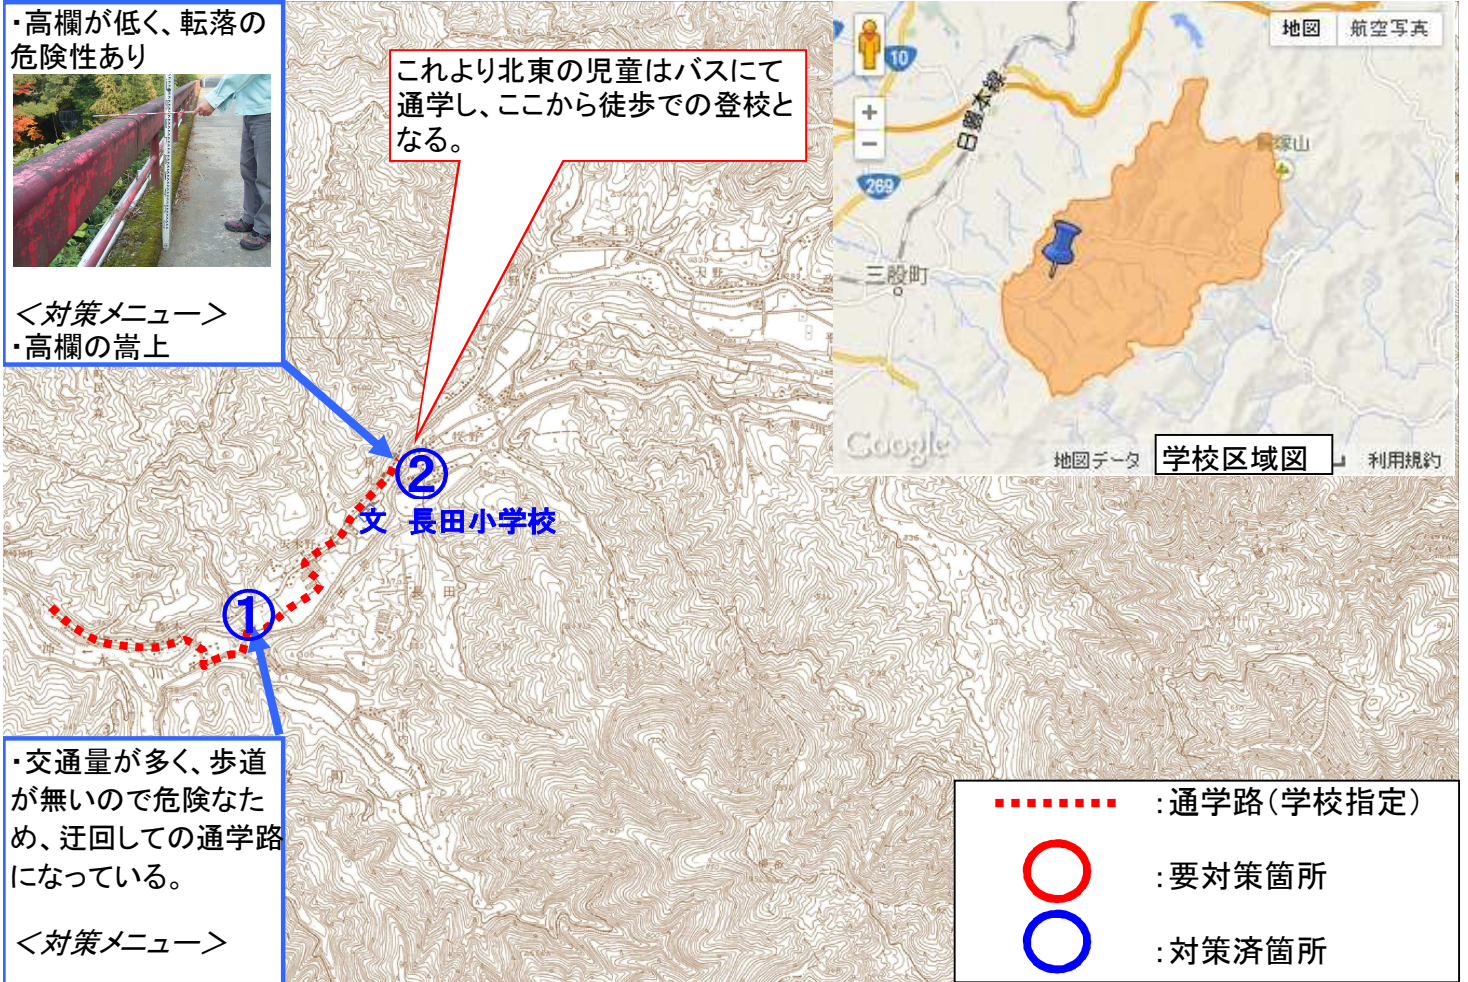 ・高欄が低く、転落の
危険性あり
＜対策メニュー＞
・高欄の嵩上
これより北東の児童はバスにて
通学し、ここから徒歩での登校と
なる。
地図 航空写真
10
日豊本線
269
三股町
Google
地図データ
学校区域図
利用規約
②
文 長田小学校
①
長田
・交通量が多く、歩道
が無いので危険なた
め、迂回しての通学路
になっている。
＜対策メニュー＞
：通学路（学校指定）
：要対策箇所
：対策済箇所